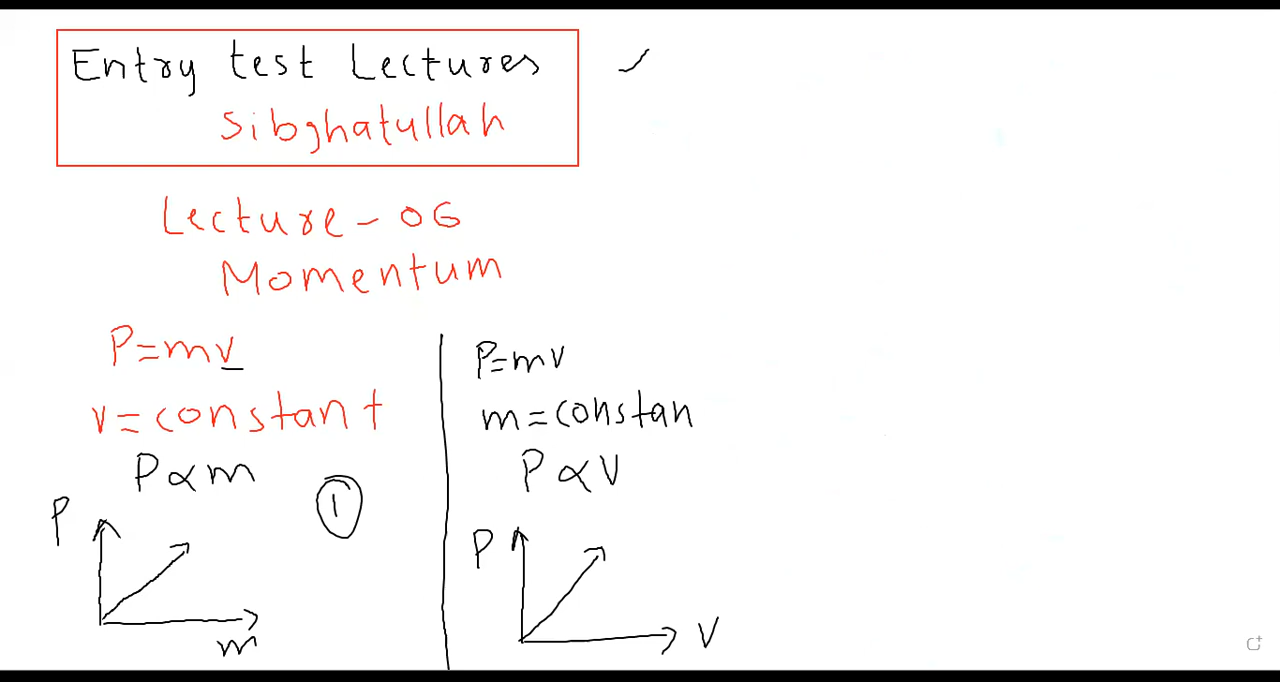 Entry test Lectures
Sibghatullah
Lecture - 06
Momentum
P=mv
v=constant
P∝m
1
P
m
P=mv
m=constan
P∝V
P
V